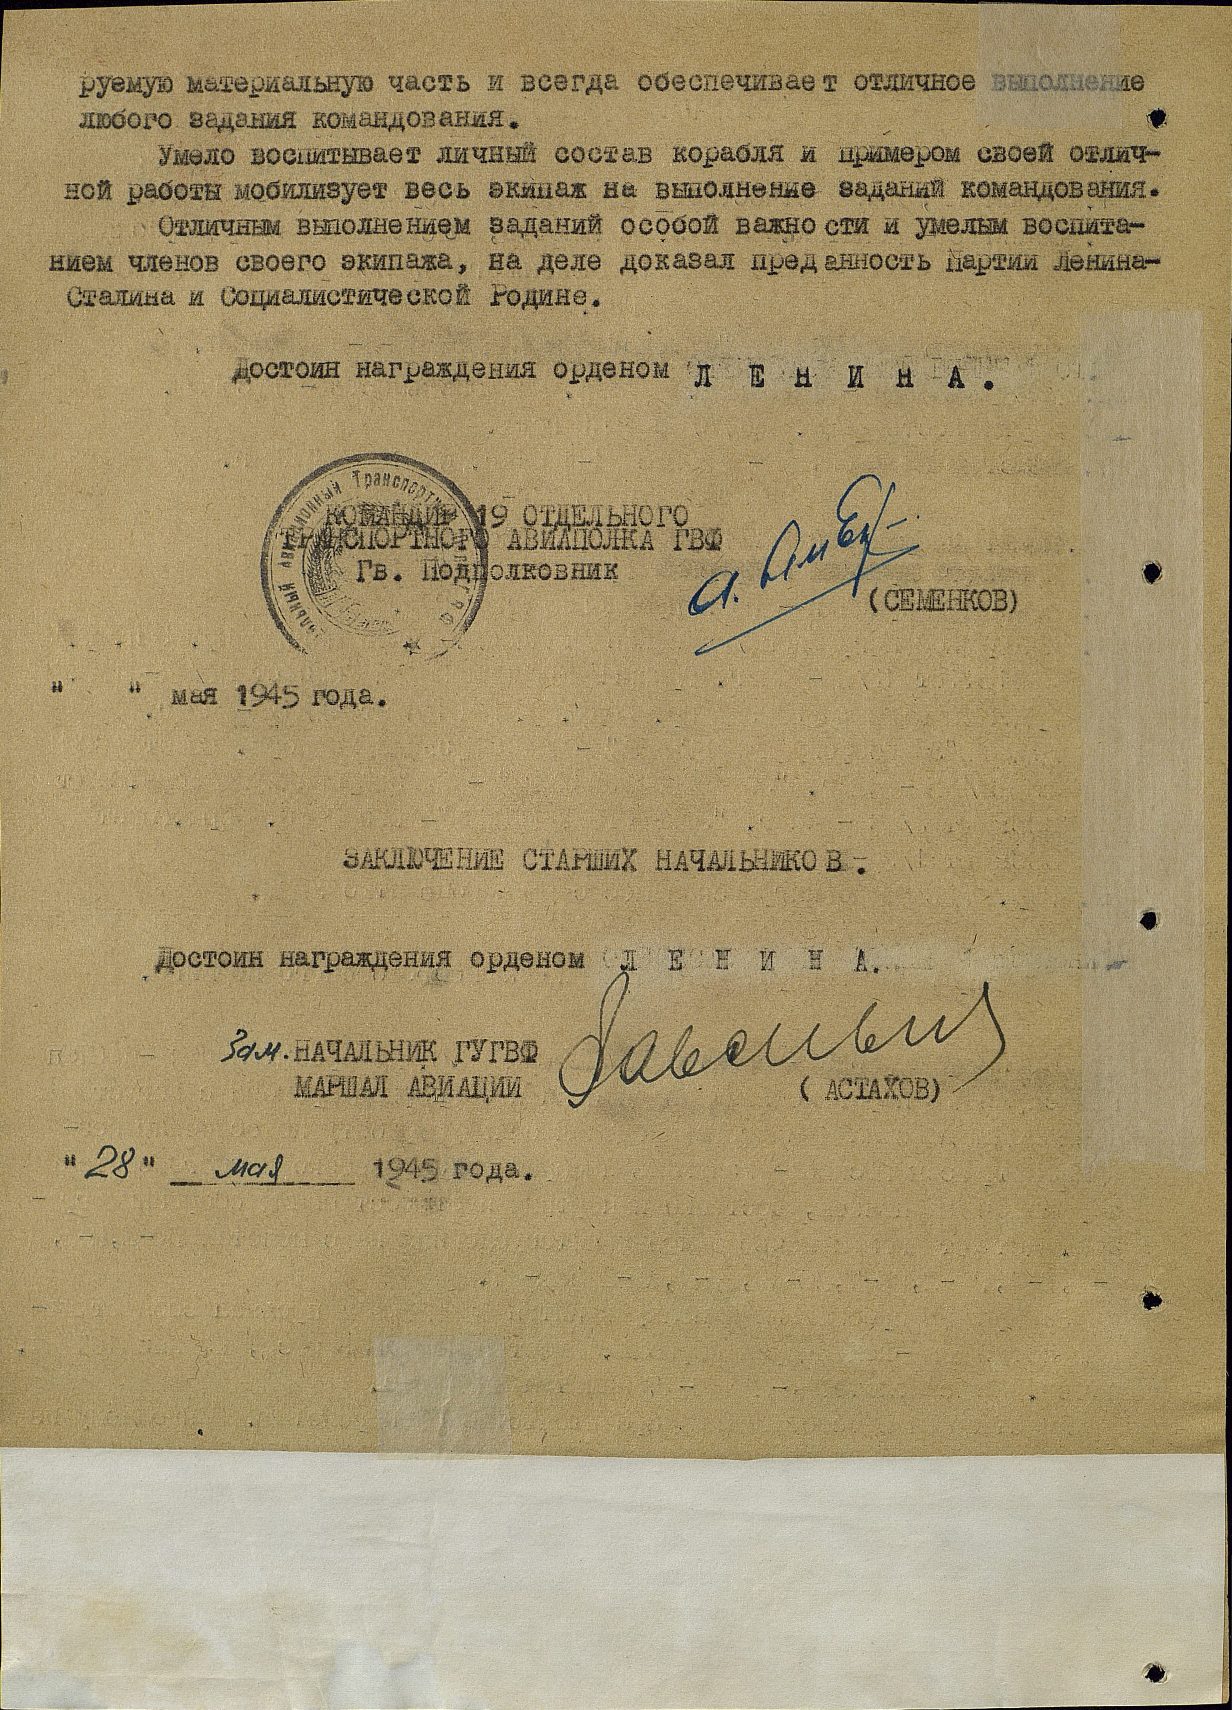 руемую материальную часть и всегда обеспечивает отличное выполнение
любого задания командования.
Умело воспитывает личный состав корабля и примером своей отлич-
ной работы мобилизует весь экипаж на выполнение заданий командования.
Отличным выполнением заданий особой важности и умелым воспита-
нием членов своего экипажа, на деле доказал преданность Партии Ленина-
Сталина и Социалистической Родине.
Достоин награждения орденом Л Е Н И Н А.
Авиационный Транспортный
КОМАНДИР 19 ОТДЕЛЬНОГО
ТРАНСПОРТНОГО АВИАПОЛКА ГВФ
Гв. Подполковник
(СЕМЕНКОВ)
" " мая 1945 года.
ЗАКЛЮЧЕНИЕ СТАРШИХ НАЧАЛЬНИКОВ.
Достоин награждения орденом Л Е Н И Н А.
Зам. НАЧАЛЬНИК ГУГВФ
МАРШАЛ АВИАЦИИ (АСТАХОВ)
"28" мая 1945 года.